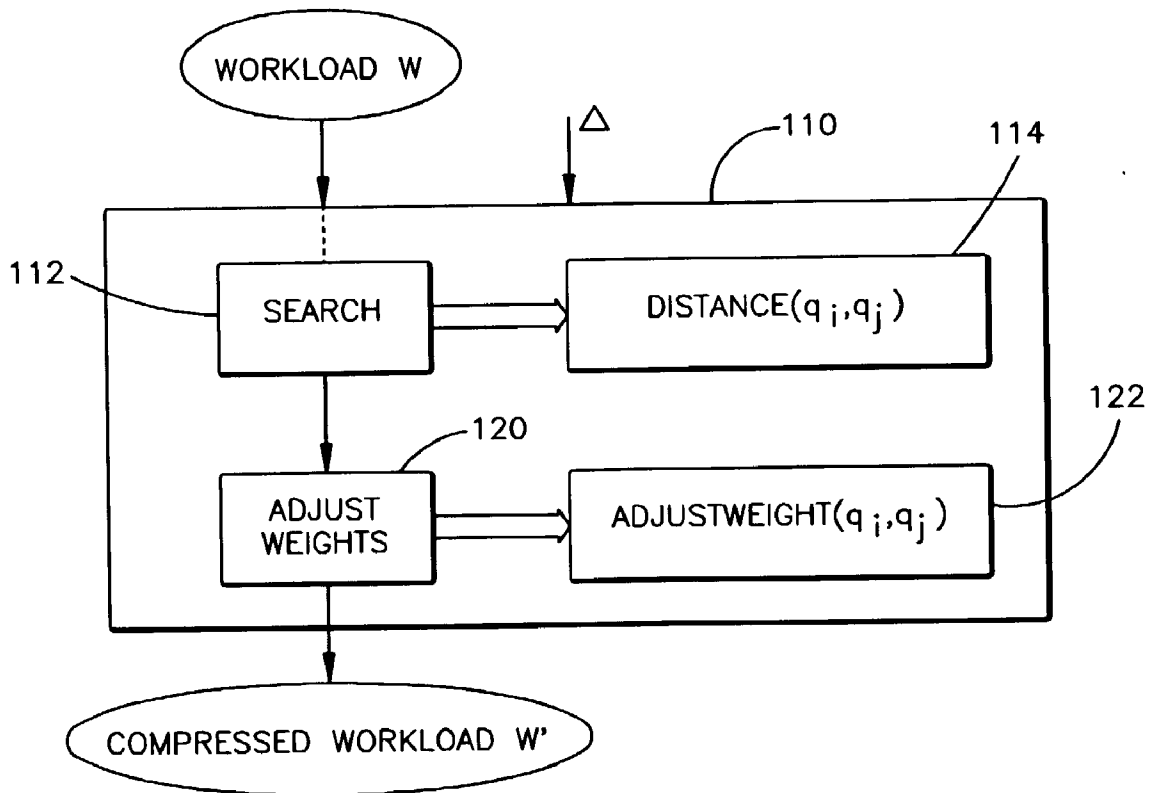 WORKLOAD W
△
110
114
112
SEARCH
DISTANCE(q i,q j)
120
122
ADJUST
WEIGHTS
ADJUSTWEIGHT(q i,q j)
COMPRESSED WORKLOAD W'